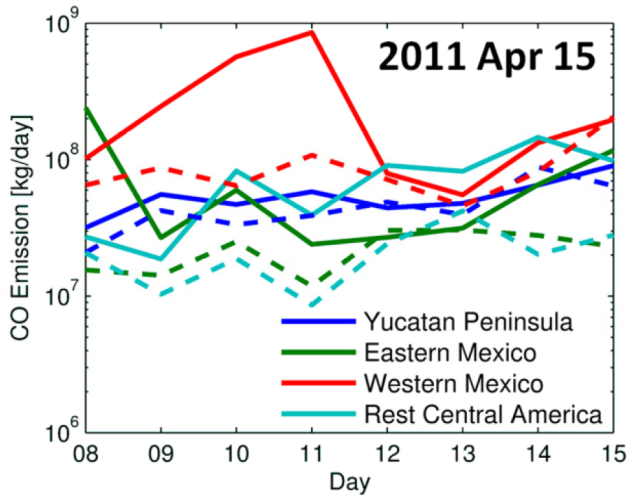 2011 Apr 15
CO Emission [kg/day]
10^9
10^8
10^7
10^6
Yucatan Peninsula
Eastern Mexico
Western Mexico
Rest Central America
08 09 10 11 12 13 14 15
Day